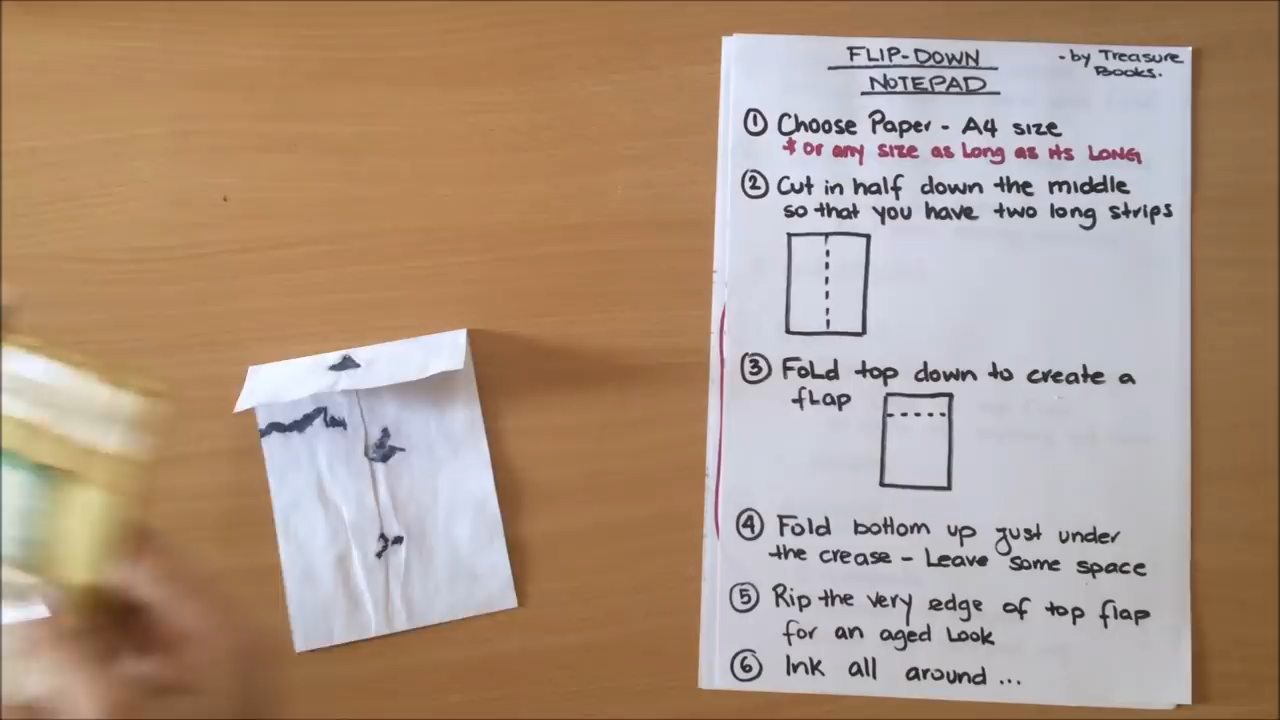 FLIP-DOWN
NOTEPAD
- by Treasure
Books.
① Choose Paper - A4 size
* or any size as long as its LONG
② Cut in half down the middle
so that you have two long strips
③ Fold top down to create a
flap
④ Fold bottom up just under
the crease - Leave some space
⑤ Rip the very edge of top flap
for an aged Look
⑥ Ink all around ...